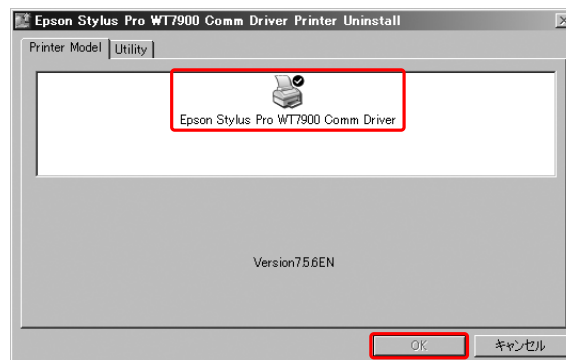 Epson Stylus Pro WT7900 Comm Driver Printer Uninstall
Printer Model
Utility
Epson Stylus Pro WT7900 Comm Driver
Version7.5.6EN
OK
キャンセル